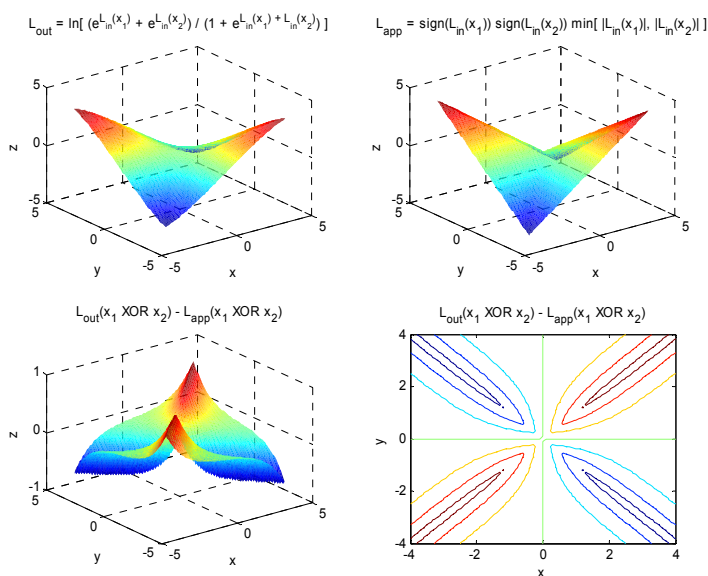 L_out = ln[ (e^{L_in(x_1)} + e^{L_in(x_2)}) / (1 + e^{L_in(x_1) + L_in(x_2)}) ]
5
0
-5
z
5
0
-5
y
-5
0
5
x
L_app = sign(L_in(x_1)) sign(L_in(x_2)) min[ |L_in(x_1)|, |L_in(x_2)| ]
5
0
-5
z
5
0
-5
y
-5
0
5
x
L_out(x_1 XOR x_2) - L_app(x_1 XOR x_2)
1
0
-1
z
5
0
-5
y
-5
0
5
x
L_out(x_1 XOR x_2) - L_app(x_1 XOR x_2)
4
2
0
-2
-4
y
-4
-2
0
2
4
x